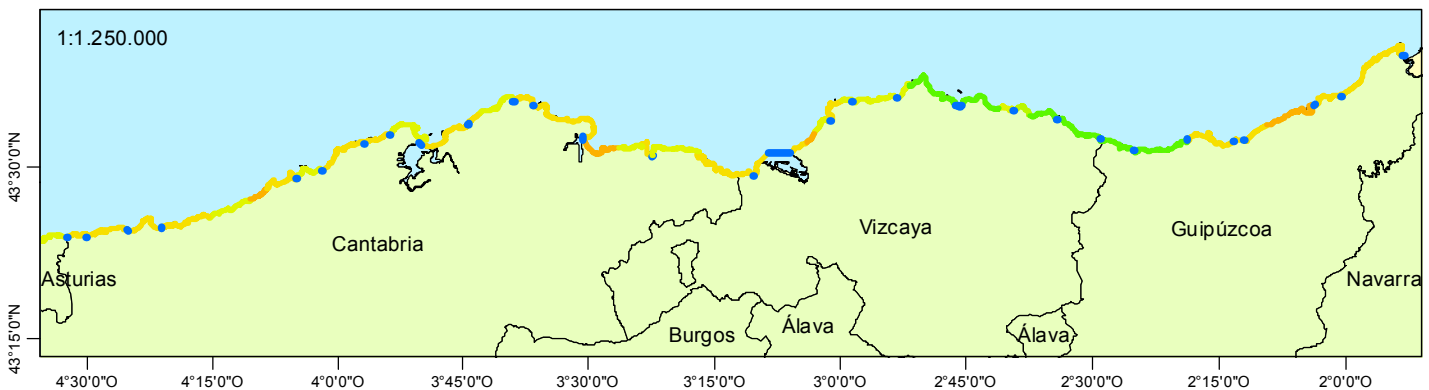 1:1.250.000
43°30'0"N
43°15'0"N
Cantabria
Vizcaya
Guipúzcoa
Asturias
Navarra
Burgos
Álava
Álava
4°30'0"O
4°15'0"O
4°0'0"O
3°45'0"O
3°30'0"O
3°15'0"O
3°0'0"O
2°45'0"O
2°30'0"O
2°15'0"O
2°0'0"O